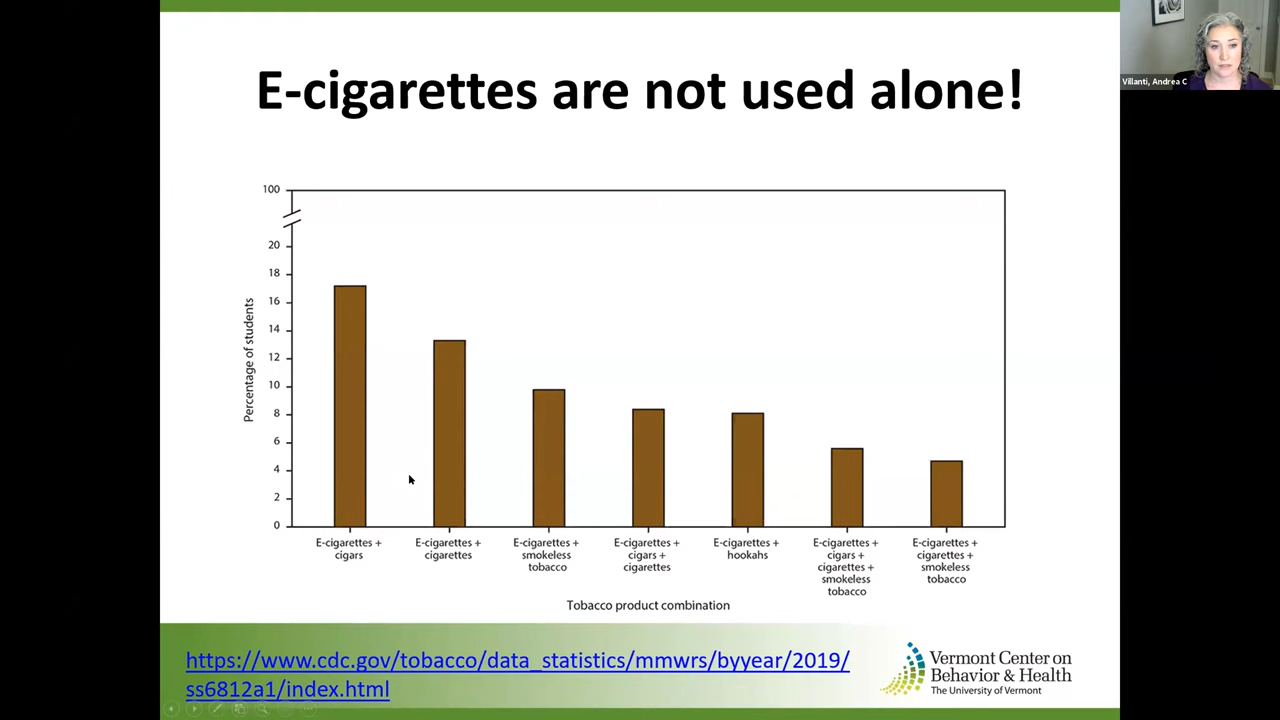 E-cigarettes are not used alone!
Villanti, Andrea C
100
20
18
16
14
12
10
8
6
4
2
0
Percentage of students
E-cigarettes +
cigars
E-cigarettes +
cigarettes
E-cigarettes +
smokeless
tobacco
E-cigarettes +
cigars +
cigarettes
E-cigarettes +
hookahs
E-cigarettes +
cigars +
cigarettes +
smokeless
tobacco
E-cigarettes +
cigarettes +
smokeless
tobacco
Tobacco product combination
https://www.cdc.gov/tobacco/data_statistics/mmwrs/byyear/2019/
ss6812a1/index.html
Vermont Center on
Behavior & Health
The University of Vermont